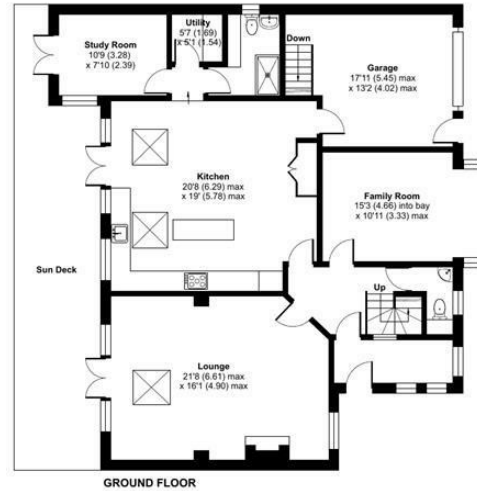 Study Room
10'9 (3.28)
x 7'10 (2.39)
Utility
5'7 (1.69)
x 5'1 (1.54)
Down
Garage
17'11 (5.45) max
x 13'2 (4.02) max
Kitchen
20'8 (6.29) max
x 19' (5.78) max
Family Room
15'3 (4.66) into bay
x 10'11 (3.33) max
Sun Deck
Up
Lounge
21'8 (6.61) max
x 16'1 (4.90) max
GROUND FLOOR